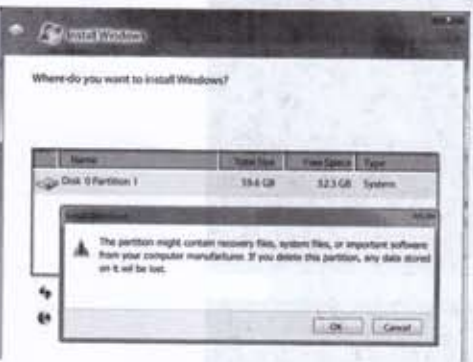 Install Windows
Where do you want to install Windows?
Name Total Size Free Space Type
Disk 0 Partition 1 59.6 GB 52.3 GB System
The partition might contain recovery files, system files, or important software
from your computer manufacturer. If you delete this partition, any data stored
on it will be lost.
OK Cancel